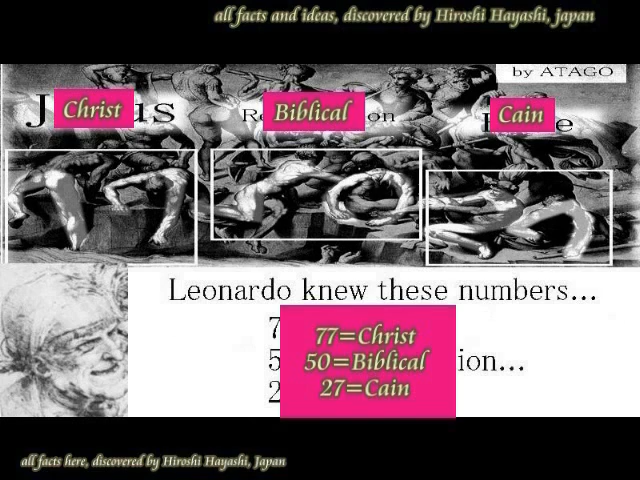 all facts and ideas, discovered by Hiroshi Hayashi, japan
by ATAGO
Christ Biblical Cain
Leonardo knew these numbers...
77=Christ
50=Biblical ion...
27=Cain
all facts here, discovered by Hiroshi Hayashi, Japan